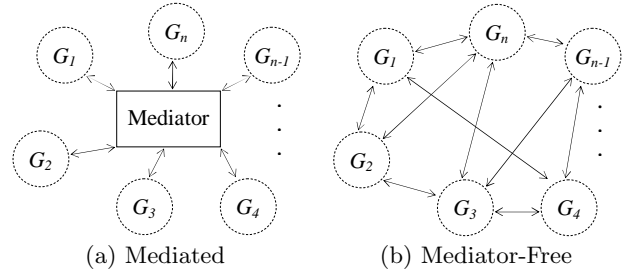 G₁ Gₙ Gₙ₋₁
Mediator
G₂
G₃ G₄
(a) Mediated
G₁ Gₙ Gₙ₋₁
G₂
G₃ G₄
(b) Mediator-Free